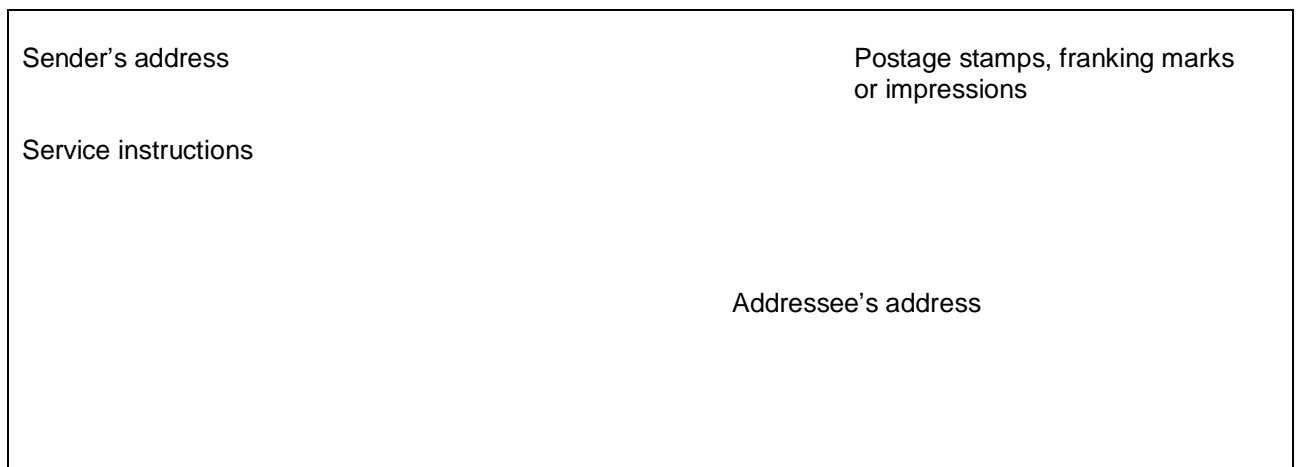 Sender’s address
Postage stamps, franking marks
or impressions
Service instructions
Addressee’s address